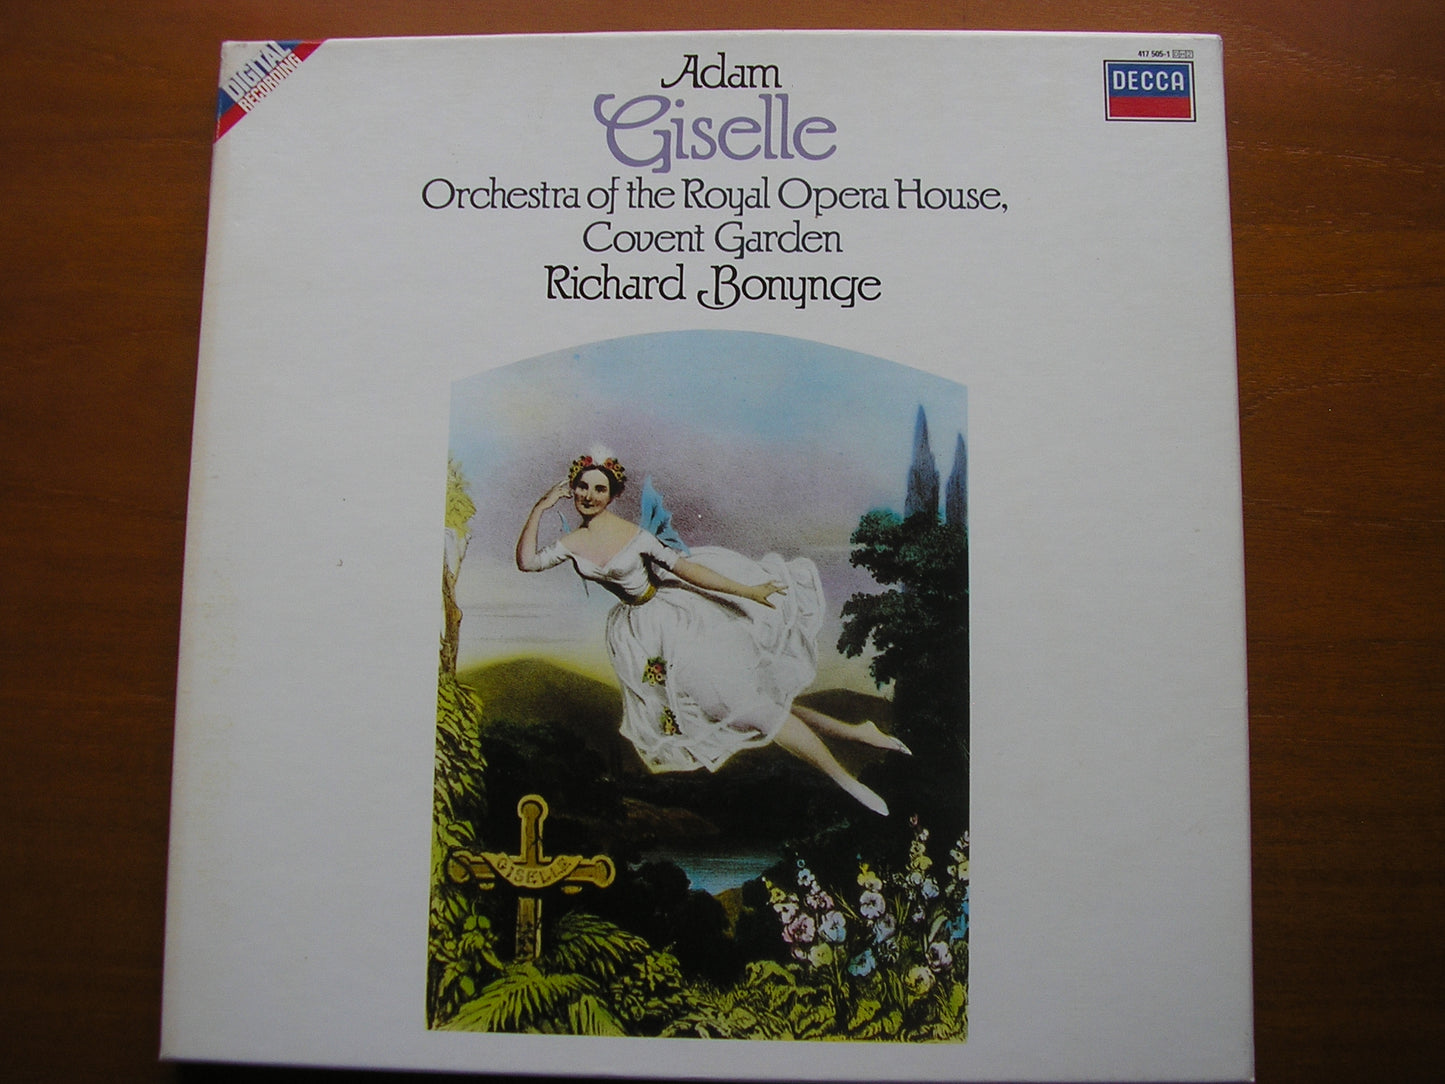 DIGITAL
RECORDING
417 505-1
DECCA
Adam
Giselle
Orchestra of the Royal Opera House,
Covent Garden
Richard Bonynge
GISELLE